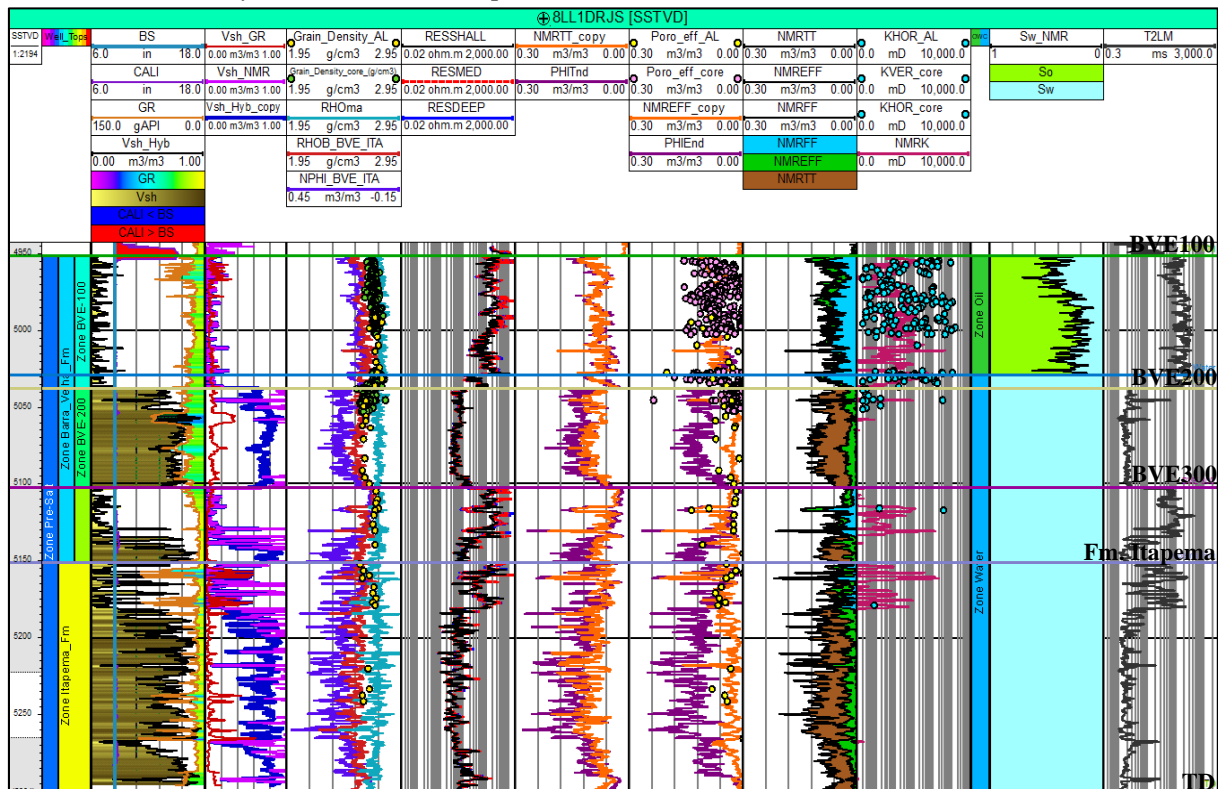 8LL1DRJS [SSTVD]
SSTVD Well_Tops BS Vsh_GR Grain_Density_AL RESSHALL NMRTT_copy Poro_eff_AL NMRTT KHOR_AL OWC Sw_NMR T2LM
1:2194 6.0 in 18.0 0.00 m3/m3 1.00 1.95 g/cm3 2.95 0.02 ohm.m 2,000.00 0.30 m3/m3 0.00 0.30 m3/m3 0.00 0.30 m3/m3 0.00 0.0 mD 10,000.0 1 0 0.3 ms 3,000.0
CALI Vsh_NMR Grain_Density_core_(g/cm3) RESMED PHITnd Poro_eff_core NMREFF KVER_core So
6.0 in 18.0 0.00 m3/m3 1.00 1.95 g/cm3 2.95 0.02 ohm.m 2,000.00 0.30 m3/m3 0.00 0.30 m3/m3 0.00 0.30 m3/m3 0.00 0.0 mD 10,000.0 Sw
GR Vsh_Hyb_copy RHOma RESDEEP NMREFF_copy NMRFF KHOR_core
150.0 gAPI 0.0 0.00 m3/m3 1.00 1.95 g/cm3 2.95 0.02 ohm.m 2,000.00 0.30 m3/m3 0.00 0.30 m3/m3 0.00 0.0 mD 10,000.0
Vsh_Hyb RHOB_BVE_ITA PHIEnd NMRFF NMRK
0.00 m3/m3 1.00 1.95 g/cm3 2.95 0.30 m3/m3 0.00 NMREFF 0.0 mD 10,000.0
GR NPHI_BVE_ITA NMRTT
Vsh 0.45 m3/m3 -0.15
CALI < BS
CALI > BS
4950
BVE100
Zone BVE-100
Zone Oil
5000
BVE200
Zone Barra_Velha_Fm
5050
Zone BVE-200
5100
BVE300
Zone Pre-Salt
5150
Fm. Itapema
Zone Water
5200
Zone Itapema_Fm
5250
TD